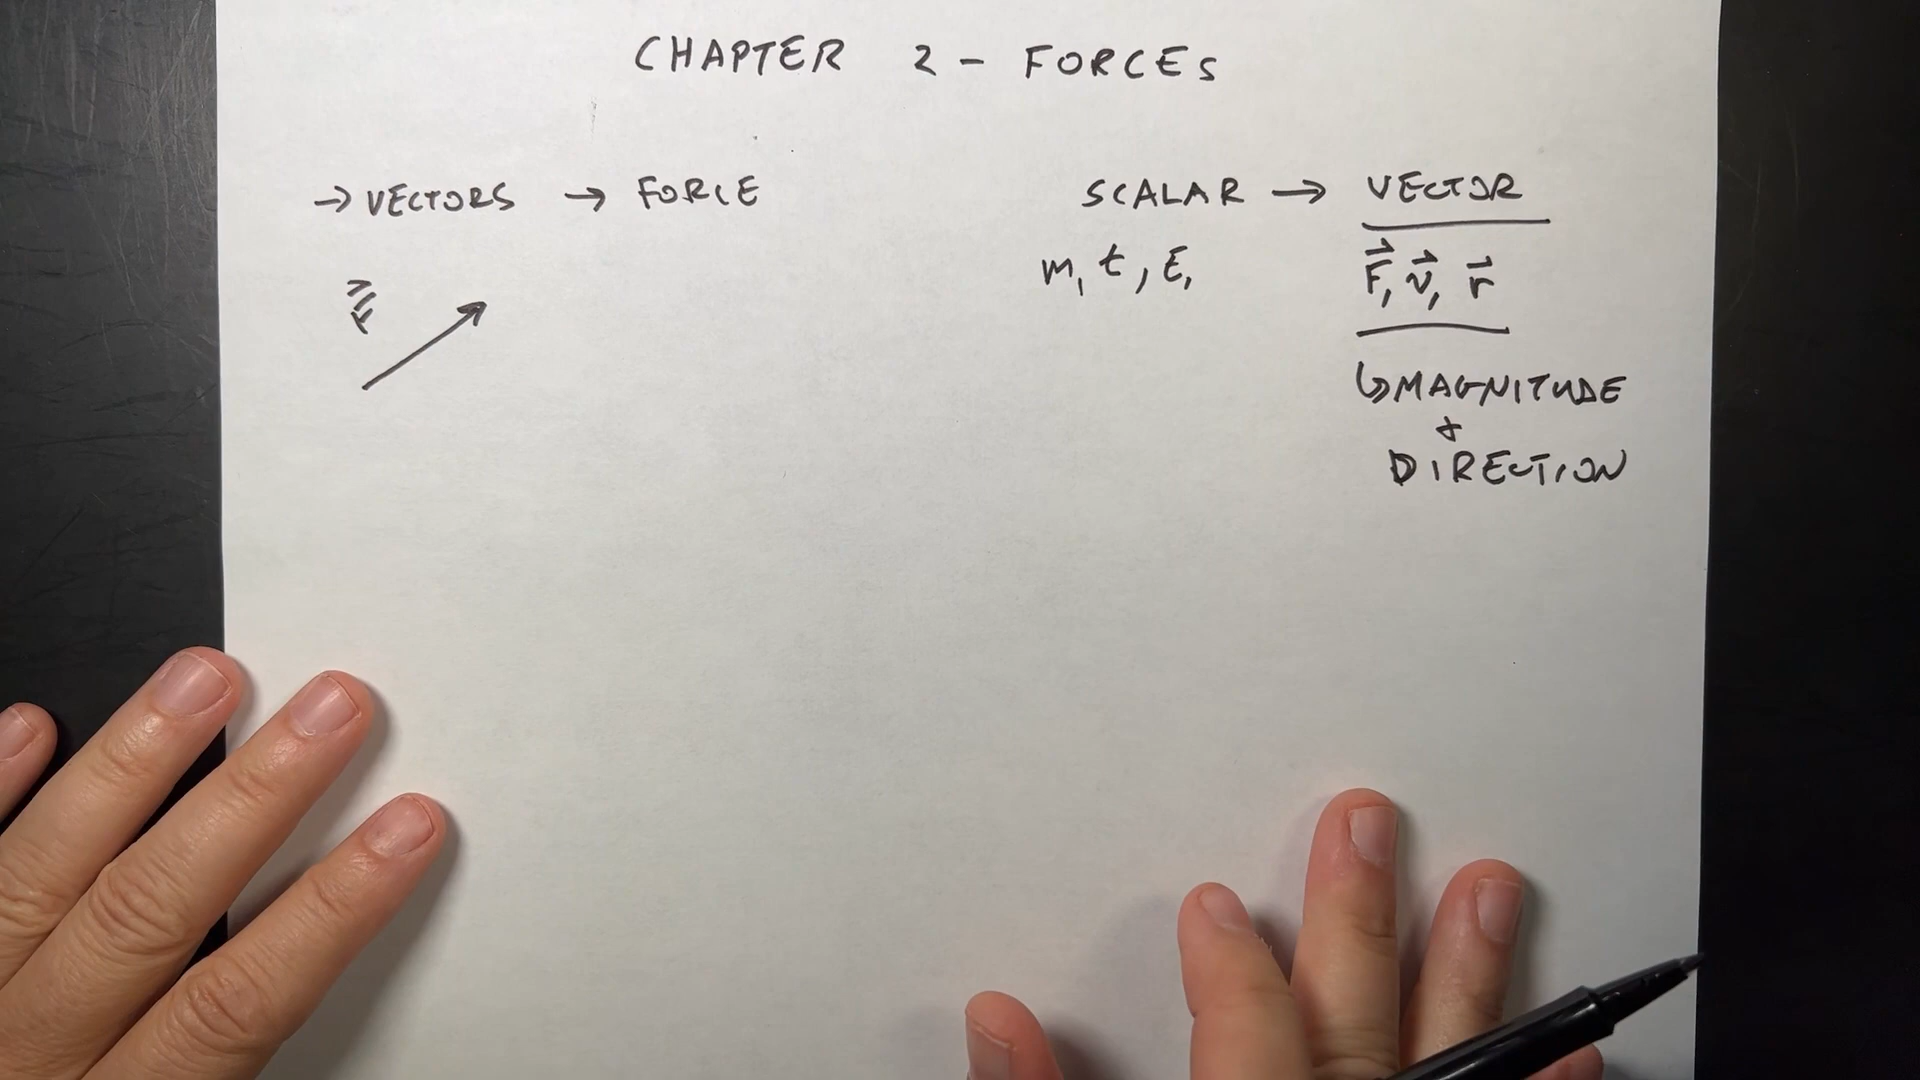 CHAPTER 2 - FORCES
→ VECTORS → FORCE
F⃗
SCALAR → VECTOR
m, t, E,
F⃗, v⃗, r⃗
↳ MAGNITUDE
+
DIRECTION